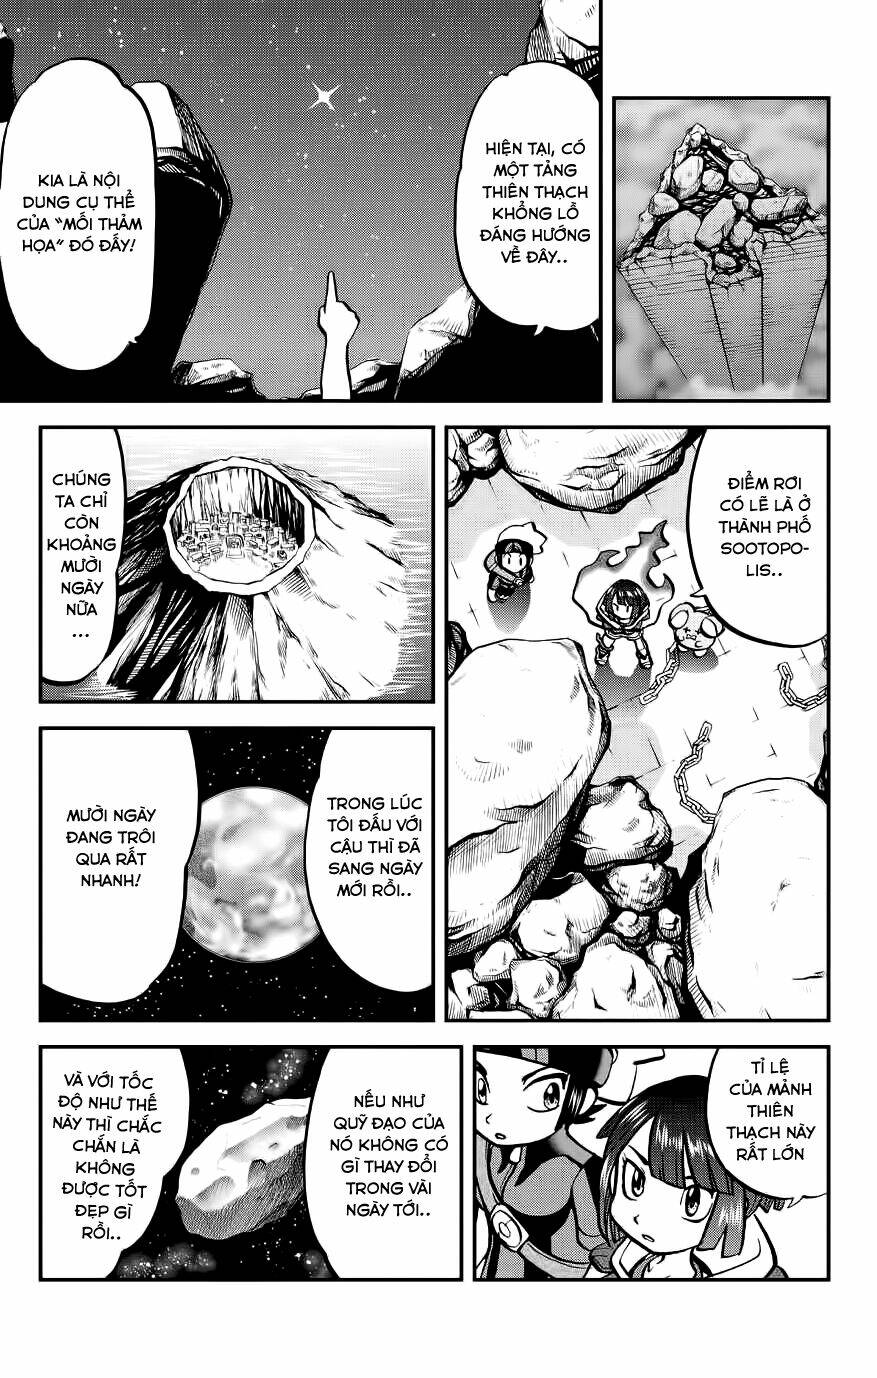 HIỆN TẠI, CÓ
MỘT TẢNG
THIÊN THẠCH
KHỔNG LỒ
ĐÁNG HƯỚNG
VỀ ĐÂY..
KIA LÀ NỘI
DUNG CỤ THỂ
CỦA "MỐI THẢM
HỌA" ĐÓ ĐẤY!
ĐIỂM RƠI
CÓ LẼ LÀ Ở
THÀNH PHỐ
SOOTOPO-
LIS..
CHÚNG
TA CHỈ
CÒN
KHOẢNG
MƯỜI
NGÀY
NỮA
...
TRONG LÚC
TÔI ĐẤU VỚI
CẬU THÌ ĐÃ
SANG NGÀY
MỚI RỒI..
MƯỜI NGÀY
ĐANG TRÔI
QUA RẤT
NHANH!
TỈ LỆ
CỦA MẢNH
THIÊN
THẠCH NÀY
RẤT LỚN
NẾU NHƯ
QUỸ ĐẠO CỦA
NÓ KHÔNG CÓ
GÌ THAY ĐỔI
TRONG VÀI
NGÀY TỚI..
VÀ VỚI TỐC
ĐỘ NHƯ THẾ
NÀY THÌ CHẮC
CHẮN LÀ
KHÔNG
ĐƯỢC TỐT
ĐẸP GÌ
RỒI..